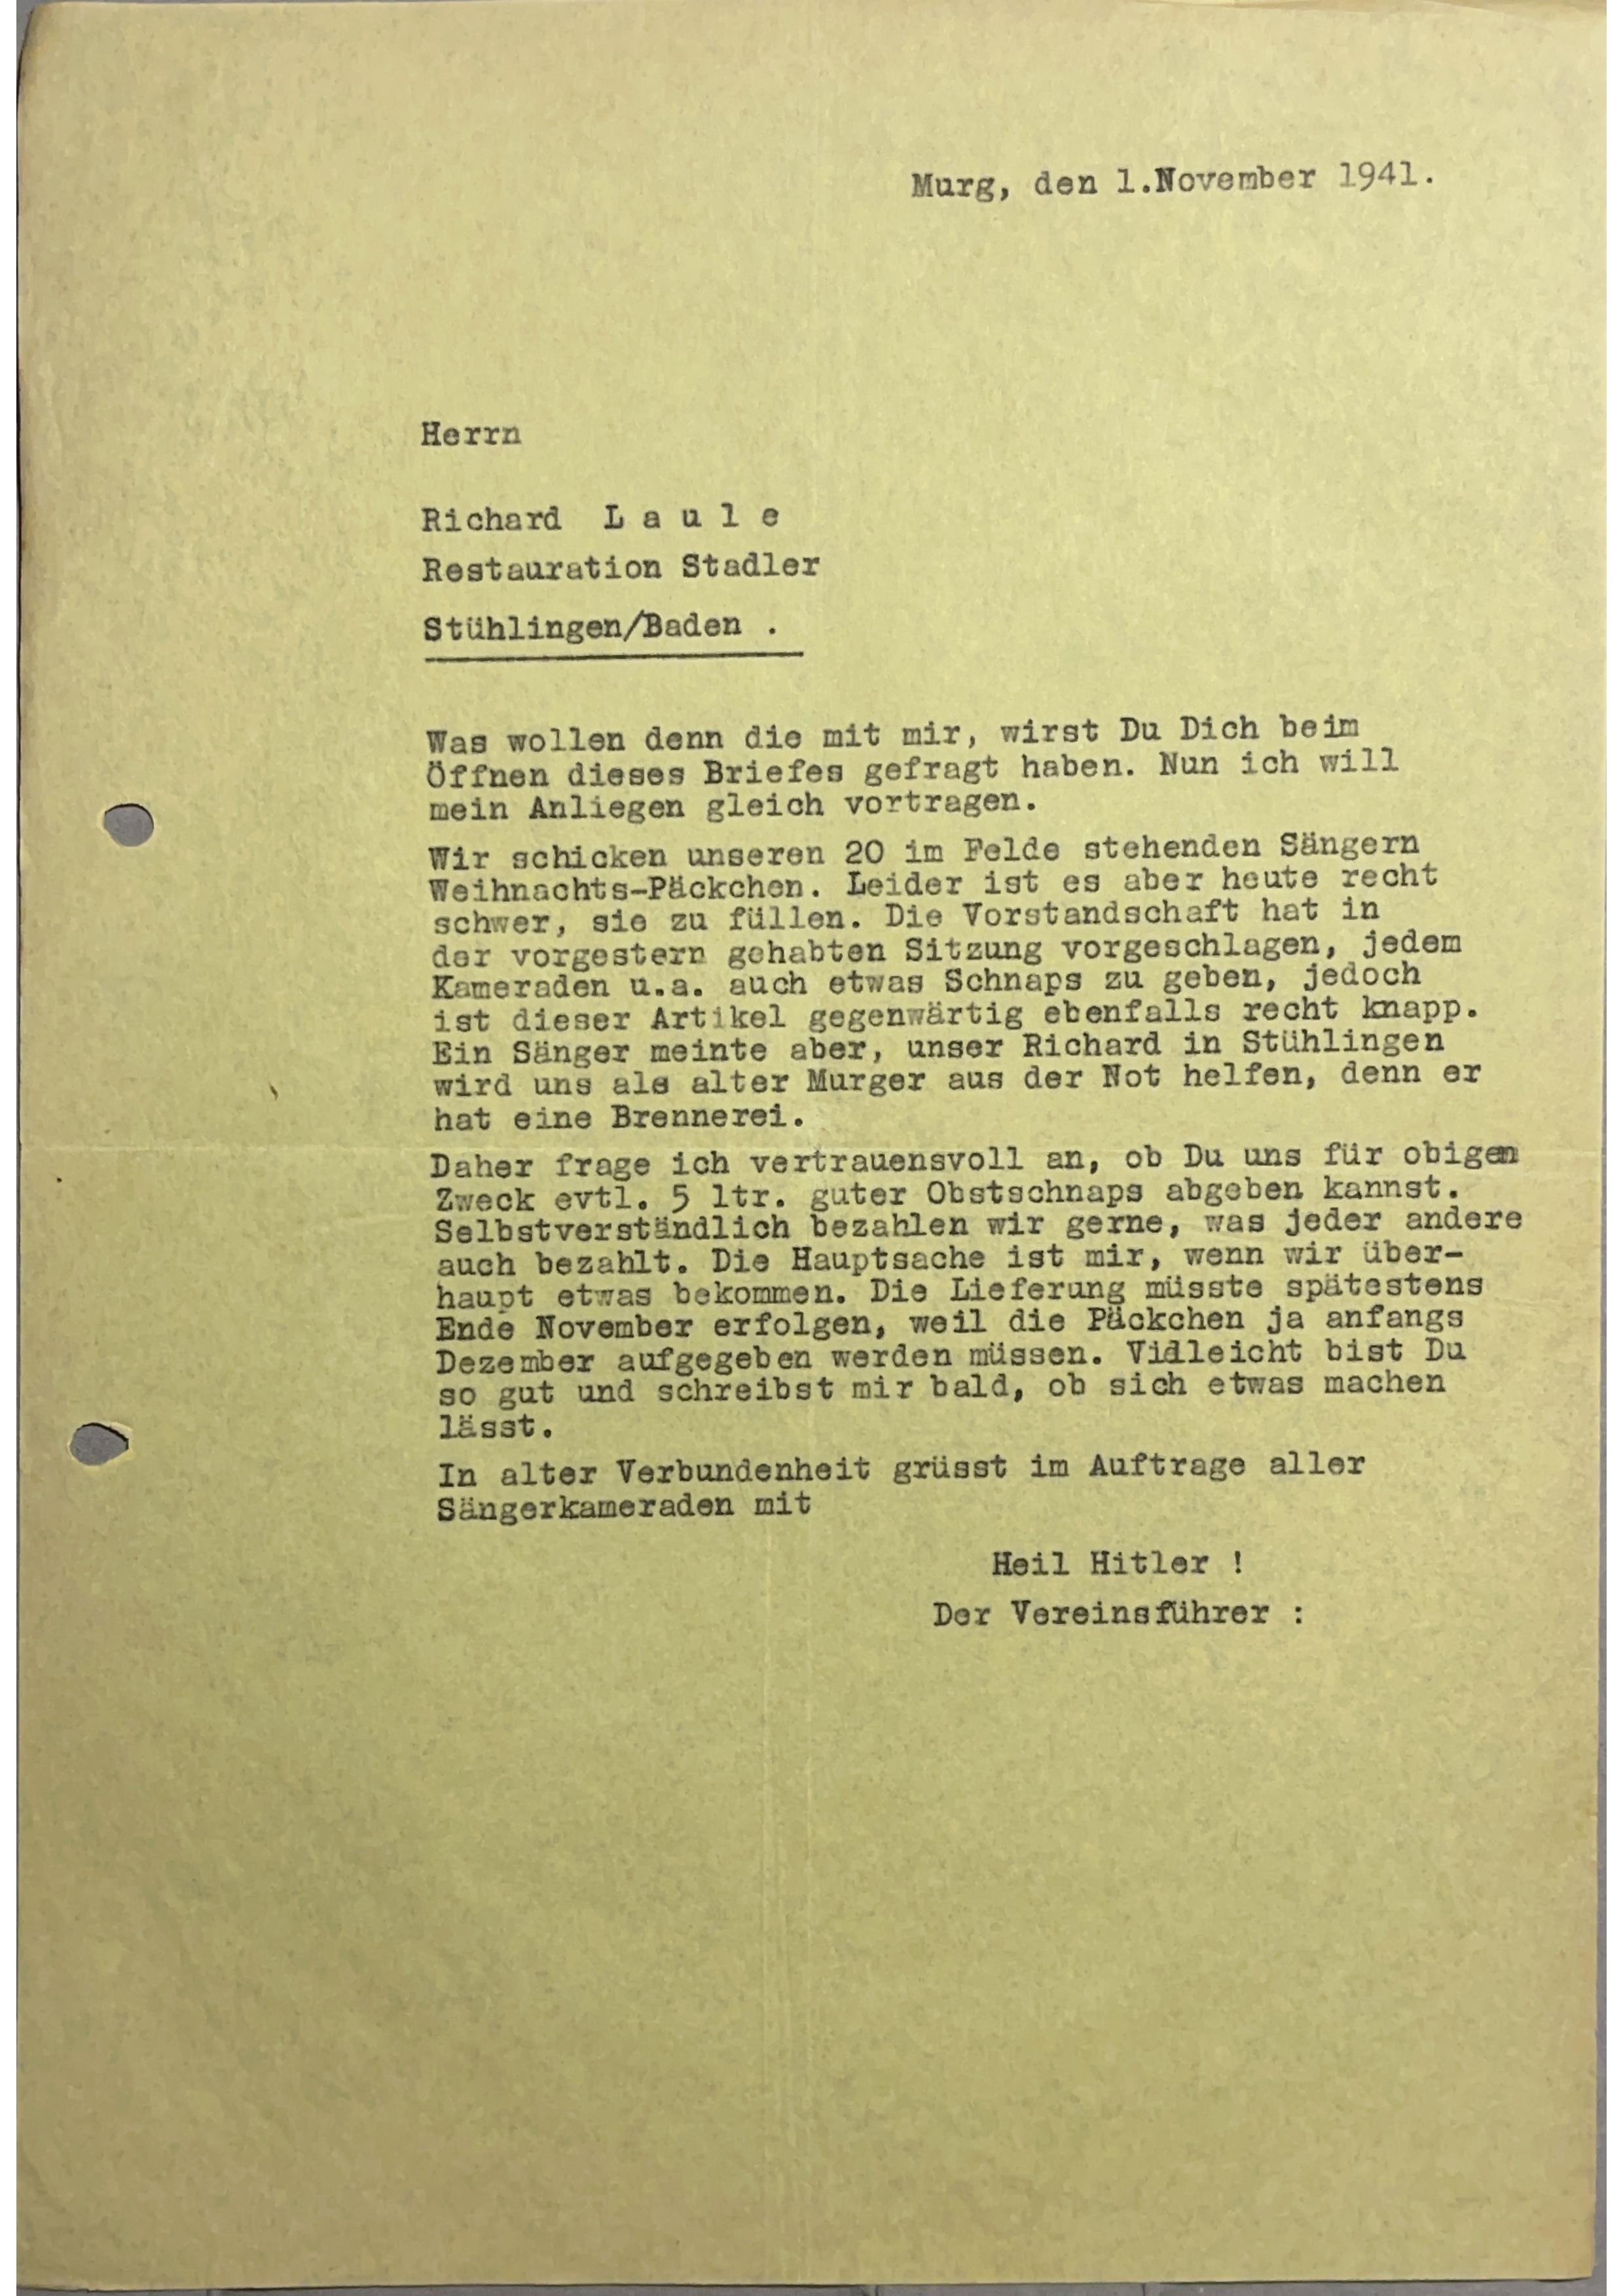 Murg, den 1.November 1941.
Herrn
Richard L a u l e
Restauration Stadler
Stühlingen/Baden .
Was wollen denn die mit mir, wirst Du Dich beim
Öffnen dieses Briefes gefragt haben. Nun ich will
mein Anliegen gleich vortragen.
Wir schicken unseren 20 im Felde stehenden Sängern
Weihnachts-Päckchen. Leider ist es aber heute recht
schwer, sie zu füllen. Die Vorstandschaft hat in
der vorgestern gehabten Sitzung vorgeschlagen, jedem
Kameraden u.a. auch etwas Schnaps zu geben, jedoch
ist dieser Artikel gegenwärtig ebenfalls recht knapp.
Ein Sänger meinte aber, unser Richard in Stühlingen
wird uns als alter Murger aus der Not helfen, denn er
hat eine Brennerei.
Daher frage ich vertrauensvoll an, ob Du uns für obigen
Zweck evtl. 5 ltr. guter Obstschnaps abgeben kannst.
Selbstverständlich bezahlen wir gerne, was jeder andere
auch bezahlt. Die Hauptsache ist mir, wenn wir über-
haupt etwas bekommen. Die Lieferung müsste spätestens
Ende November erfolgen, weil die Päckchen ja anfangs
Dezember aufgegeben werden müssen. Vidleicht bist Du
so gut und schreibst mir bald, ob sich etwas machen
lässt.
In alter Verbundenheit grüsst im Auftrage aller
Sängerkameraden mit
Heil Hitler !
Der Vereinsführer :